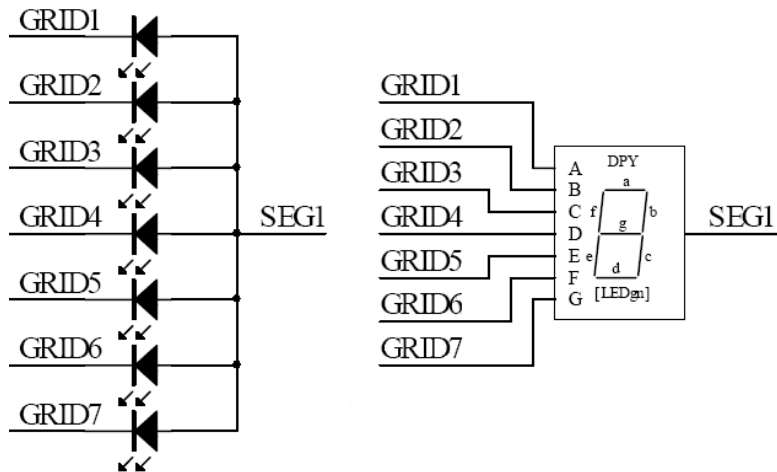 GRID1
GRID2
GRID3
GRID4
GRID5
GRID6
GRID7
SEG1
GRID1
GRID2
GRID3
GRID4
GRID5
GRID6
GRID7
A
B
C
D
E
F
G
DPY
a
f b
g
e c
d
[LEDgn]
SEG1